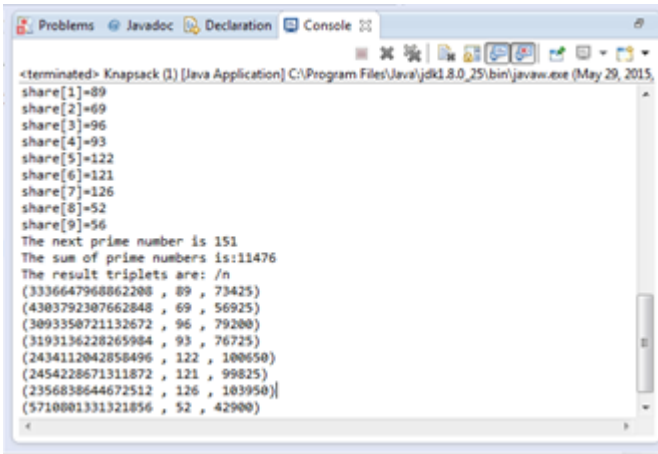 Problems @ Javadoc Declaration Console
<terminated> Knapsack (1) [Java Application] C:\Program Files\Java\jdk1.8.0_25\bin\javaw.exe (May 29, 2015,
share[1]=89
share[2]=69
share[3]=96
share[4]=93
share[5]=122
share[6]=121
share[7]=126
share[8]=52
share[9]=56
The next prime number is 151
The sum of prime numbers is:11476
The result triplets are: /n
(3336647968862208 , 89 , 73425)
(4303792307662848 , 69 , 56925)
(3093350721132672 , 96 , 79200)
(3193136228265984 , 93 , 76725)
(2434112042858496 , 122 , 100650)
(2454228671311872 , 121 , 99825)
(2356838644672512 , 126 , 103950)
(5710801331321856 , 52 , 42900)